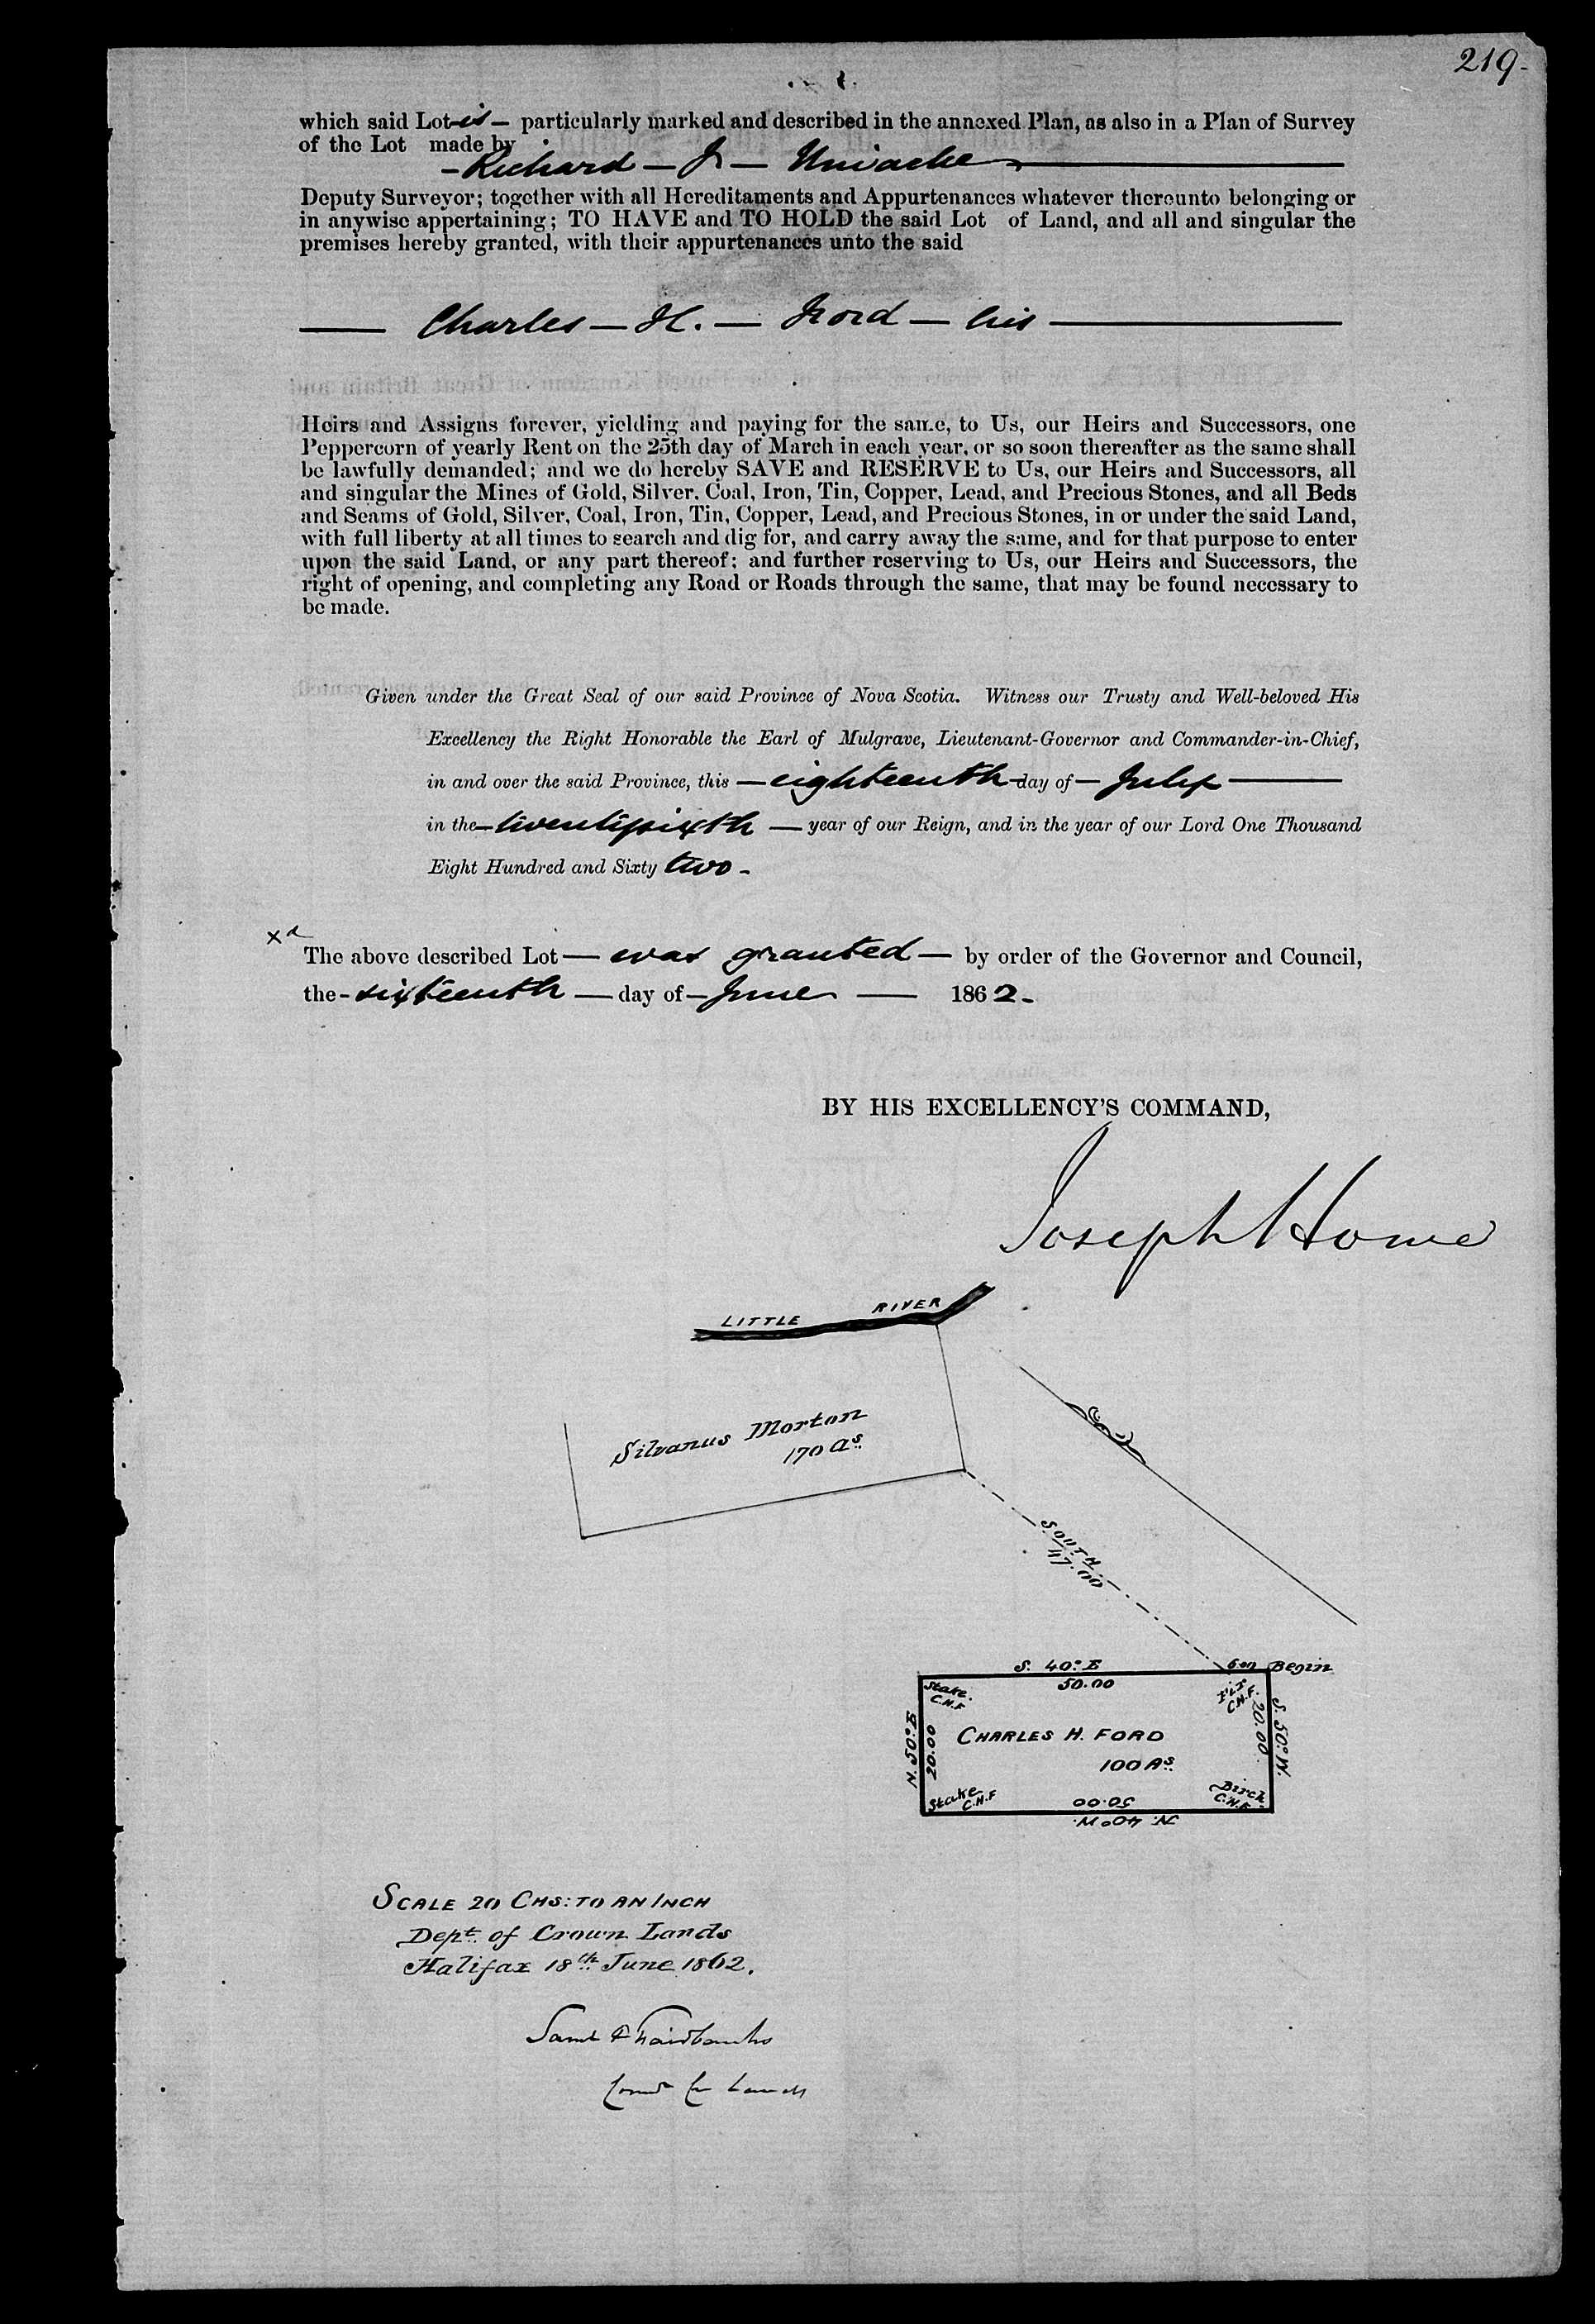 219.
which said Lot is particularly marked and described in the annexed Plan, as also in a Plan of Survey
of the Lot made by
Richard J Uniacke
Deputy Surveyor; together with all Hereditaments and Appurtenances whatever thereunto belonging or
in anywise appertaining; TO HAVE and TO HOLD the said Lot of Land, and all and singular the
premises hereby granted, with their appurtenances unto the said
Charles H. Ford his
Heirs and Assigns forever, yielding and paying for the same, to Us, our Heirs and Successors, one
Peppercorn of yearly Rent on the 25th day of March in each year, or so soon thereafter as the same shall
be lawfully demanded; and we do hereby SAVE and RESERVE to Us, our Heirs and Successors, all
and singular the Mines of Gold, Silver, Coal, Iron, Tin, Copper, Lead, and Precious Stones, and all Beds
and Seams of Gold, Silver, Coal, Iron, Tin, Copper, Lead, and Precious Stones, in or under the said Land,
with full liberty at all times to search and dig for, and carry away the same, and for that purpose to enter
upon the said Land, or any part thereof; and further reserving to Us, our Heirs and Successors, the
right of opening, and completing any Road or Roads through the same, that may be found necessary to
be made.
Given under the Great Seal of our said Province of Nova Scotia. Witness our Trusty and Well-beloved His
Excellency the Right Honorable the Earl of Mulgrave, Lieutenant-Governor and Commander-in-Chief,
in and over the said Province, this eighteenth day of July
in the twentysixth year of our Reign, and in the year of our Lord One Thousand
Eight Hundred and Sixty two.
The above described Lot was granted by order of the Governor and Council,
the sixteenth day of June 1862.
BY HIS EXCELLENCY'S COMMAND,
Joseph Howe
LITTLE RIVER
Silvanus Morton
170 As.
SOUTH
47.00
S. 40° E
50.00
6.00
Begin
Stake
C.H.F
C.H.F.
N. 50° E
20.00
S. 50° W.
20.00
CHARLES H. FORD
100 As.
Stake
C.H.F
Birch
C.H.F.
50.00
N. 40° W.
SCALE 20 CHS: TO AN INCH
Dept. of Crown Lands
Halifax 18th June 1862.
Saml P Fairbanks
Comr Cr Lands